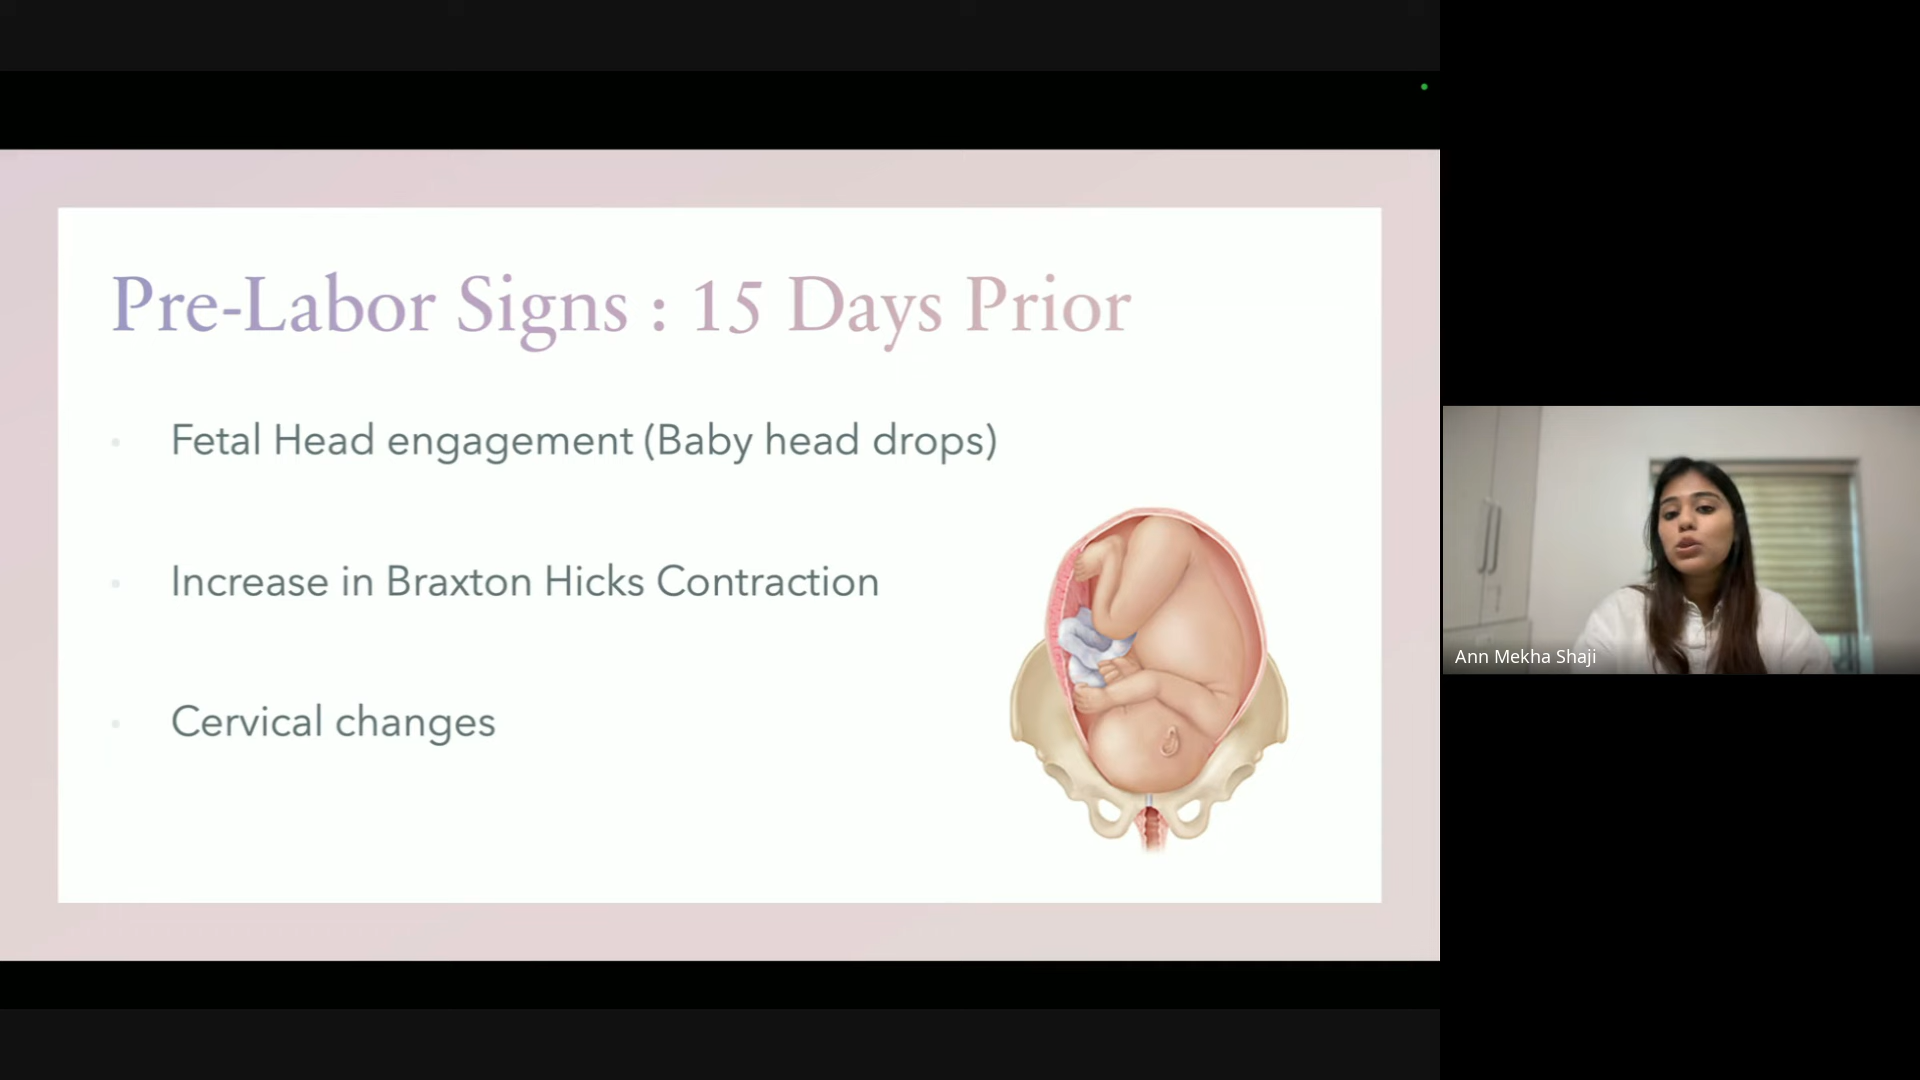 Pre-Labor Signs : 15 Days Prior
Fetal Head engagement (Baby head drops)
Increase in Braxton Hicks Contraction
Cervical changes
Ann Mekha Shaji